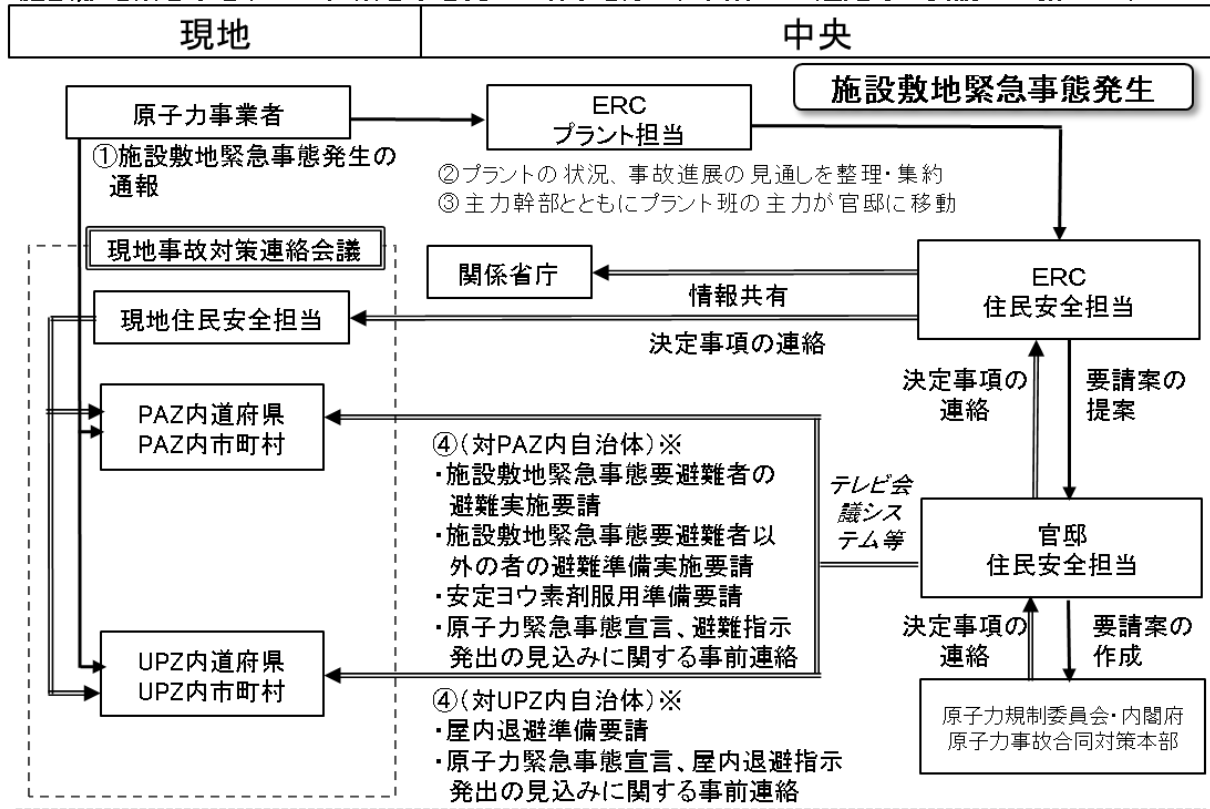 現地
中央
施設敷地緊急事態発生
原子力事業者
ERC
プラント担当
①施設敷地緊急事態発生の
通報
②プラントの状況、事故進展の見通しを整理・集約
③主力幹部とともにプラント班の主力が官邸に移動
現地事故対策連絡会議
関係省庁
ERC
住民安全担当
情報共有
現地住民安全担当
決定事項の連絡
決定事項の
連絡
要請案の
提案
PAZ内道府県
PAZ内市町村
④(対PAZ内自治体)※
・施設敷地緊急事態要避難者の
避難実施要請
・施設敷地緊急事態要避難者以
外の者の避難準備実施要請
・安定ヨウ素剤服用準備要請
・原子力緊急事態宣言、避難指示
発出の見込みに関する事前連絡
テレビ会
議シス
テム等
官邸
住民安全担当
決定事項の
連絡
要請案の
作成
UPZ内道府県
UPZ内市町村
④(対UPZ内自治体)※
・屋内退避準備要請
・原子力緊急事態宣言、屋内退避指示
発出の見込みに関する事前連絡
原子力規制委員会・内閣府
原子力事故合同対策本部